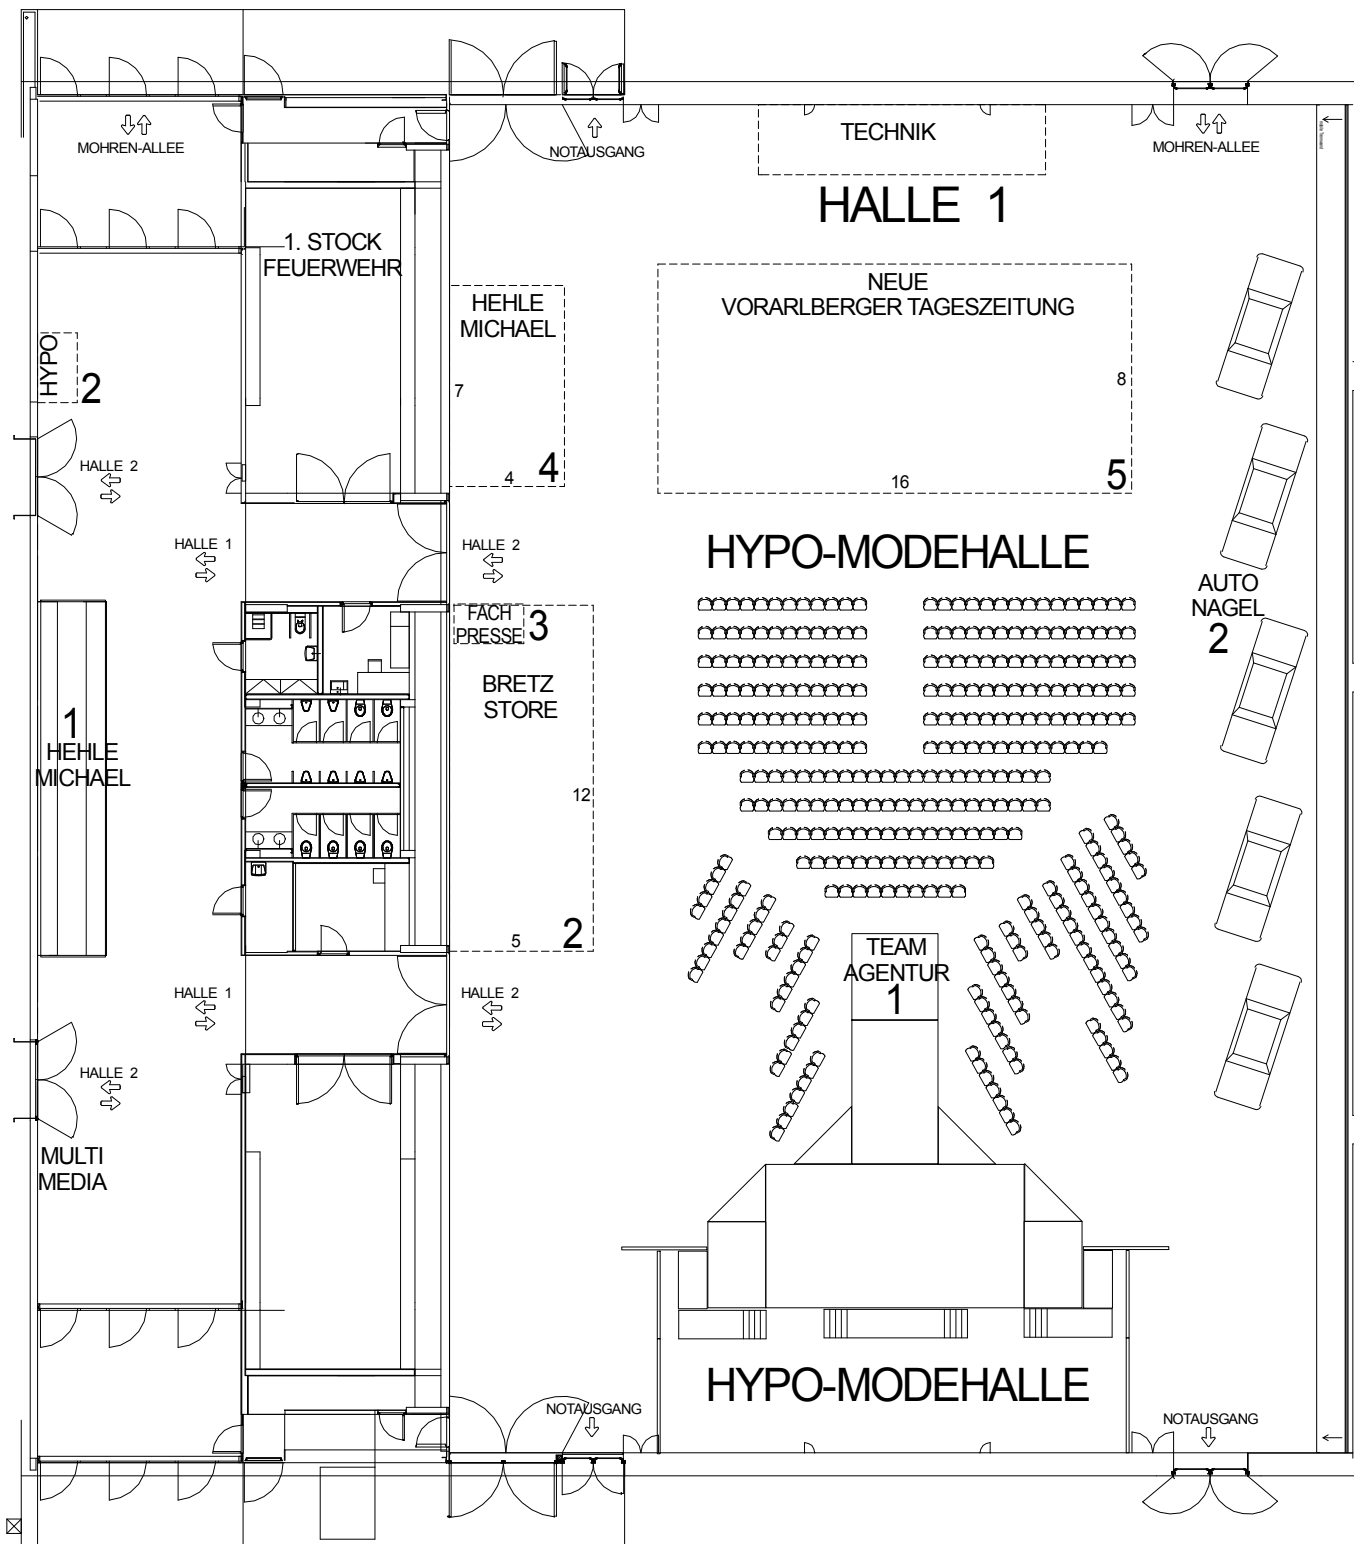 MOHREN-ALLEE
NOTAUSGANG
TECHNIK
MOHREN-ALLEE
HALLE 1
1. STOCK
FEUERWEHR
HEHLE
MICHAEL
7
4
4
NEUE
VORARLBERGER TAGESZEITUNG
8
16
5
HYPO
2
HALLE 2
HALLE 1
HALLE 2
HYPO-MODEHALLE
AUTO
NAGEL
2
FACH
PRESSE
3
BRETZ
STORE
12
5
2
1
HEHLE
MICHAEL
TEAM
AGENTUR
1
HALLE 1
HALLE 2
HALLE 2
MULTI
MEDIA
HYPO-MODEHALLE
NOTAUSGANG
NOTAUSGANG